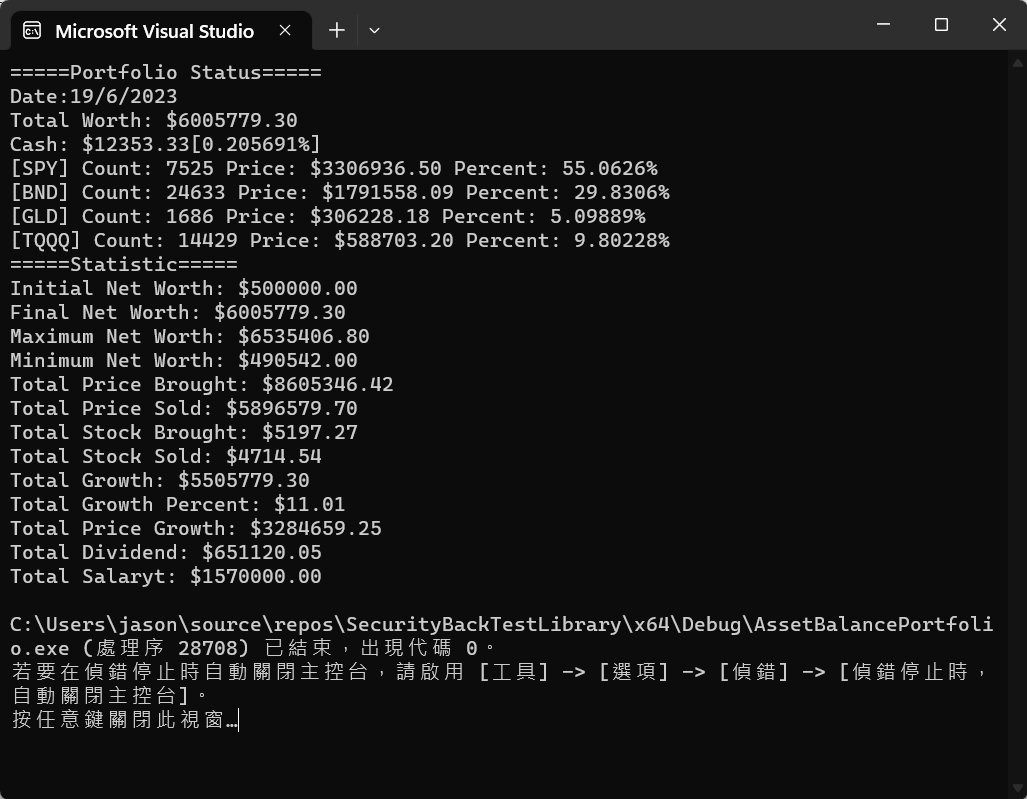 Microsoft Visual Studio
=====Portfolio Status=====
Date:19/6/2023
Total Worth: $6005779.30
Cash: $12353.33[0.205691%]
[SPY] Count: 7525 Price: $3306936.50 Percent: 55.0626%
[BND] Count: 24633 Price: $1791558.09 Percent: 29.8306%
[GLD] Count: 1686 Price: $306228.18 Percent: 5.09889%
[TQQQ] Count: 14429 Price: $588703.20 Percent: 9.80228%
=====Statistic=====
Initial Net Worth: $500000.00
Final Net Worth: $6005779.30
Maximum Net Worth: $6535406.80
Minimum Net Worth: $490542.00
Total Price Brought: $8605346.42
Total Price Sold: $5896579.70
Total Stock Brought: $5197.27
Total Stock Sold: $4714.54
Total Growth: $5505779.30
Total Growth Percent: $11.01
Total Price Growth: $3284659.25
Total Dividend: $651120.05
Total Salaryt: $1570000.00
C:\Users\jason\source\repos\SecurityBackTestLibrary\x64\Debug\AssetBalancePortfoli
o.exe (處理序 28708) 已結束，出現代碼 0。
若要在偵錯停止時自動關閉主控台，請啟用 [工具] -> [選項] -> [偵錯] -> [偵錯停止時，
自動關閉主控台]。
按任意鍵關閉此視窗…